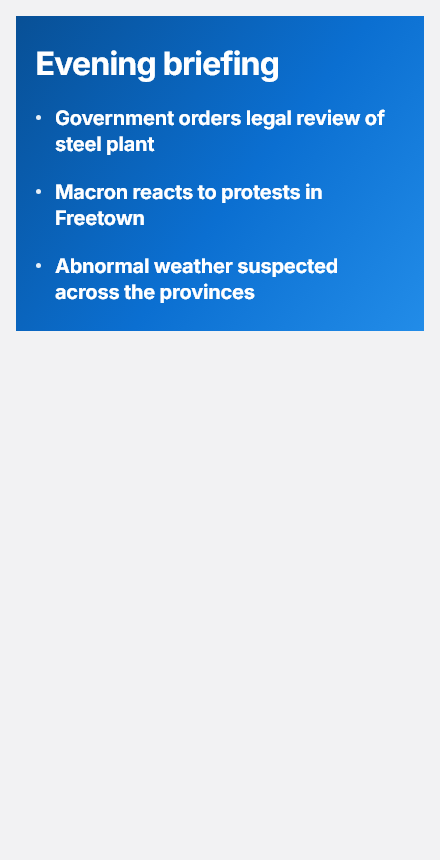 Evening briefing
Government orders legal review of
steel plant
Macron reacts to protests in
Freetown
Abnormal weather suspected
across the provinces